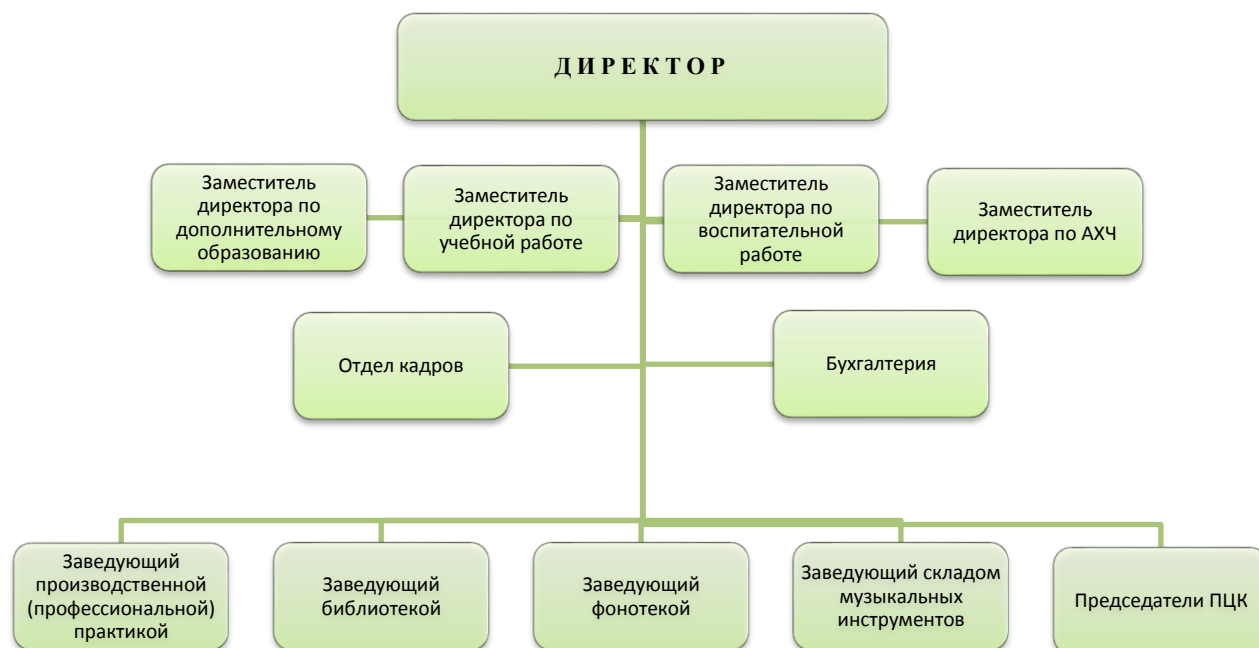 Д И Р Е К Т О Р
Заместитель
директора по
дополнительному
образованию
Заместитель
директора по
учебной работе
Заместитель
директора по
воспитательной
работе
Заместитель
директора по АХЧ
Отдел кадров
Бухгалтерия
Заведующий
производственной
(профессиональной)
практикой
Заведующий
библиотекой
Заведующий
фонотекой
Заведующий складом
музыкальных
инструментов
Председатели ПЦК